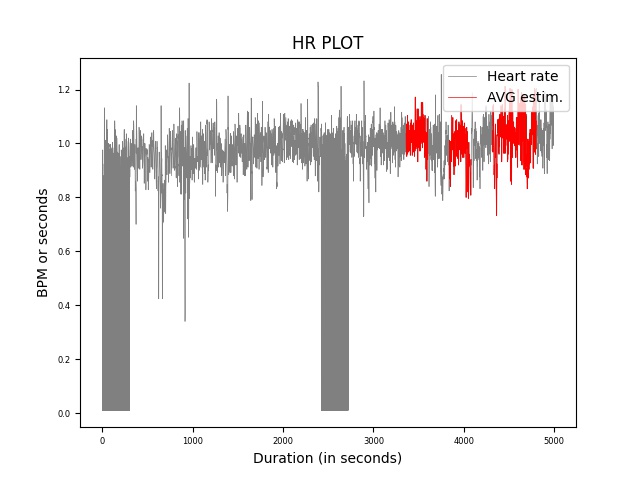 HR PLOT
Heart rate
AVG estim.
BPM or seconds
1.2
1.0
0.8
0.6
0.4
0.2
0.0
0 1000 2000 3000 4000 5000
Duration (in seconds)